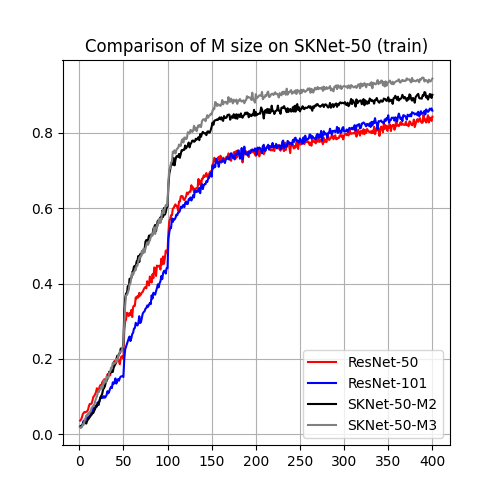 Comparison of M size on SKNet-50 (train)
0.8
0.6
0.4
0.2
0.0
0 50 100 150 200 250 300 350 400
ResNet-50
ResNet-101
SKNet-50-M2
SKNet-50-M3